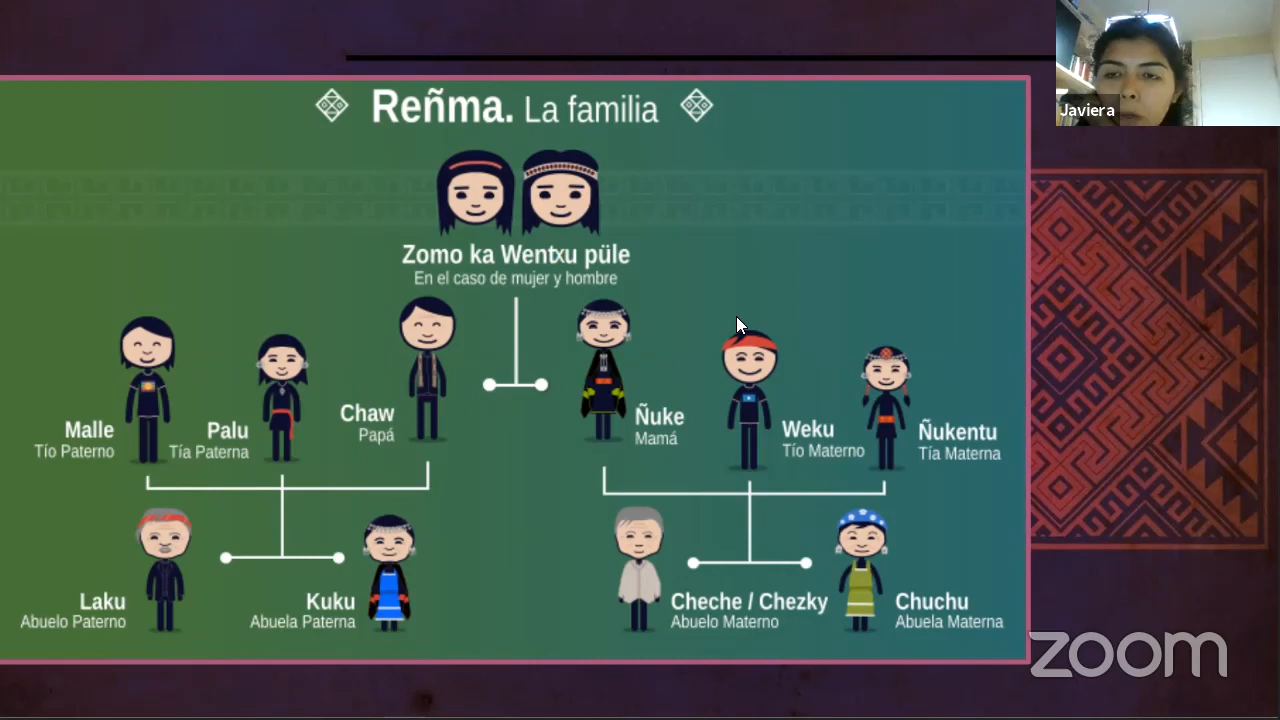 Javiera
Reñma. La familia
Zomo ka Wentxu püle
En el caso de mujer y hombre
Malle
Tío Paterno
Palu
Tía Paterna
Chaw
Papá
Ñuke
Mamá
Weku
Tío Materno
Ñukentu
Tía Materna
Laku
Abuelo Paterno
Kuku
Abuela Paterna
Cheche / Chezky
Abuelo Materno
Chuchu
Abuela Materna
zoom